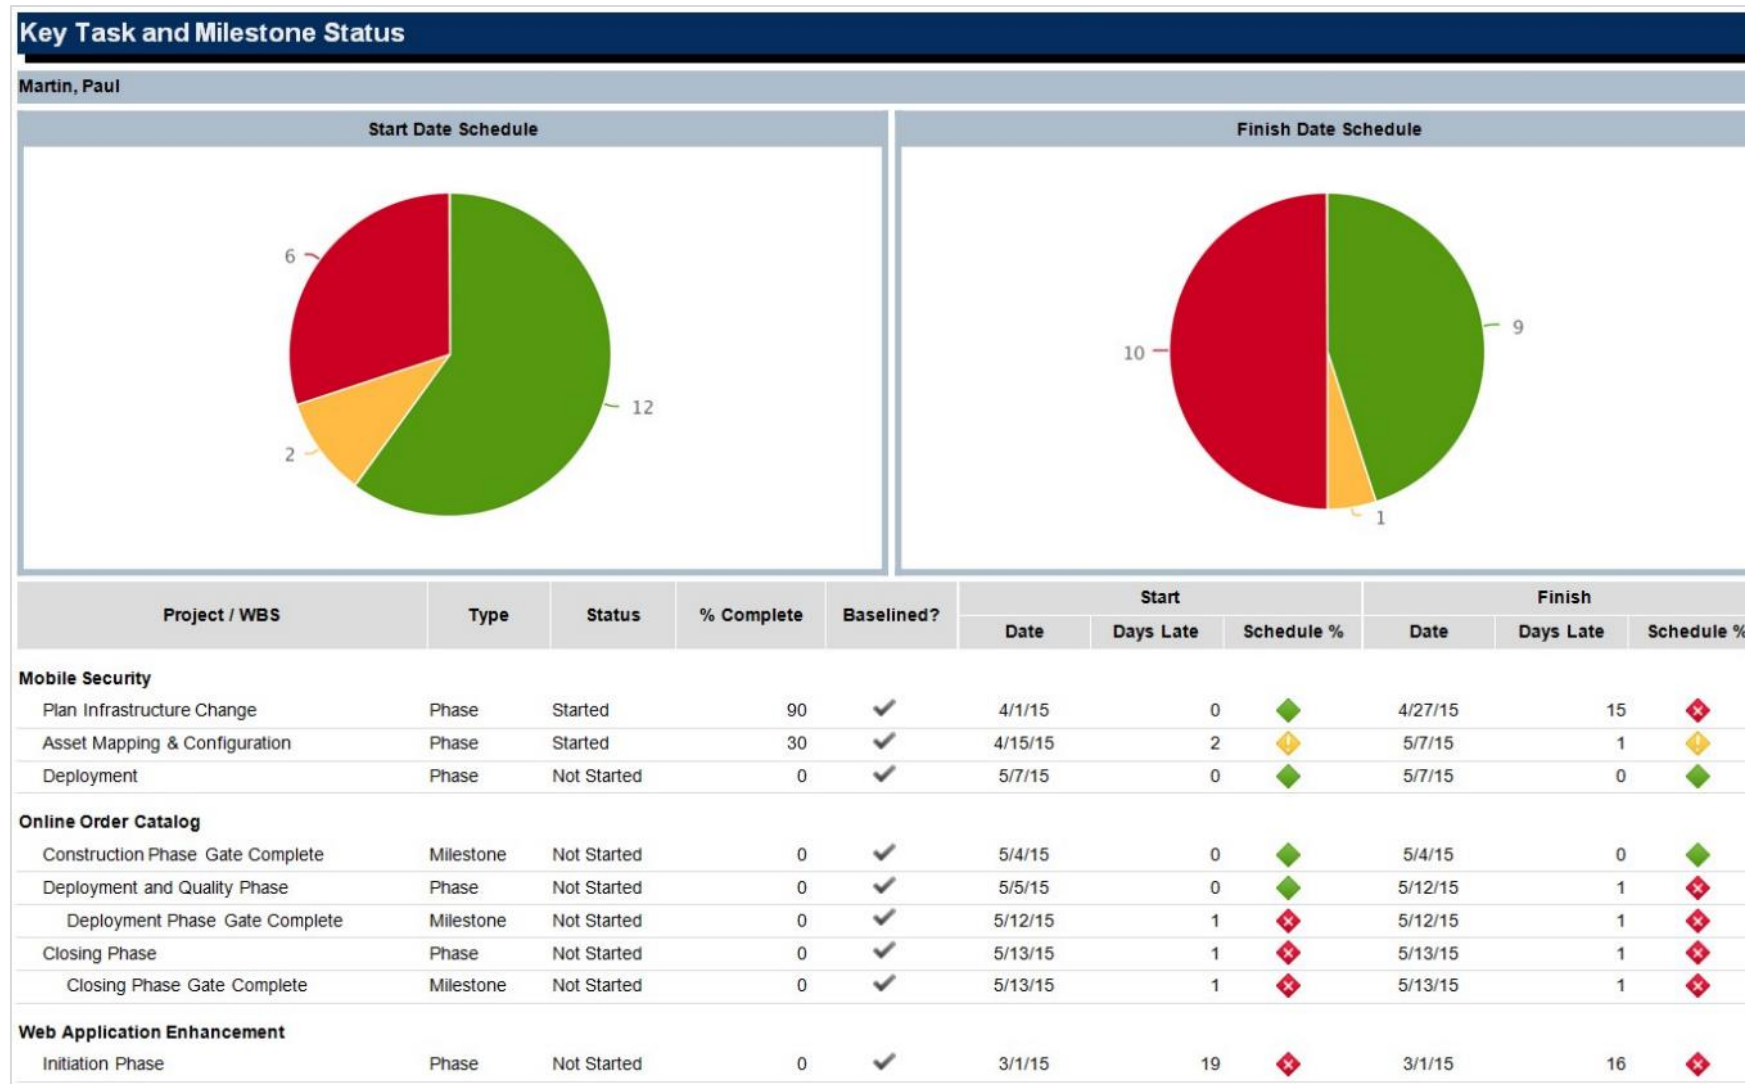 Key Task and Milestone Status
Martin, Paul
Start Date Schedule
Finish Date Schedule
6
12
2
10
9
1
Project / WBS Type Status % Complete Baselined? Start Finish
Date Days Late Schedule % Date Days Late Schedule %
Mobile Security
Plan Infrastructure Change Phase Started 90 4/1/15 0 4/27/15 15
Asset Mapping & Configuration Phase Started 30 4/15/15 2 5/7/15 1
Deployment Phase Not Started 0 5/7/15 0 5/7/15 0
Online Order Catalog
Construction Phase Gate Complete Milestone Not Started 0 5/4/15 0 5/4/15 0
Deployment and Quality Phase Phase Not Started 0 5/5/15 0 5/12/15 1
Deployment Phase Gate Complete Milestone Not Started 0 5/12/15 1 5/12/15 1
Closing Phase Phase Not Started 0 5/13/15 1 5/13/15 1
Closing Phase Gate Complete Milestone Not Started 0 5/13/15 1 5/13/15 1
Web Application Enhancement
Initiation Phase Phase Not Started 0 3/1/15 19 3/1/15 16